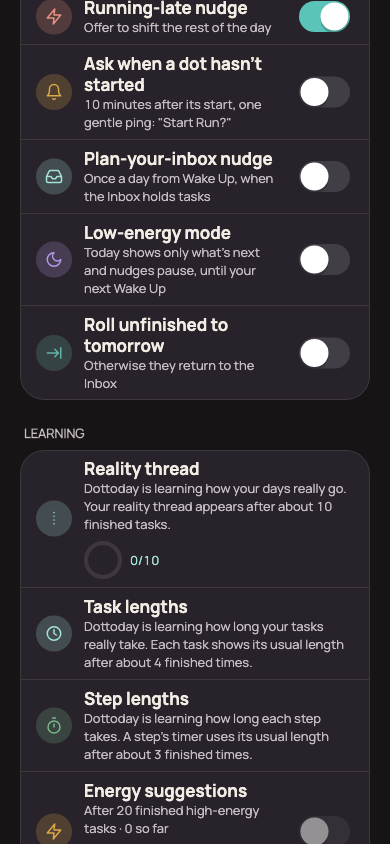 Running-late nudge
Offer to shift the rest of the day
Ask when a dot hasn't
started
10 minutes after its start, one
gentle ping: "Start Run?"
Plan-your-inbox nudge
Once a day from Wake Up, when
the Inbox holds tasks
Low-energy mode
Today shows only what's next
and nudges pause, until your
next Wake Up
Roll unfinished to
tomorrow
Otherwise they return to the
Inbox
LEARNING
Reality thread
Dottoday is learning how your days really go.
Your reality thread appears after about 10
finished tasks.
0/10
Task lengths
Dottoday is learning how long your tasks
really take. Each task shows its usual length
after about 4 finished times.
Step lengths
Dottoday is learning how long each step
takes. A step's timer uses its usual length
after about 3 finished times.
Energy suggestions
After 20 finished high-energy
tasks · 0 so far